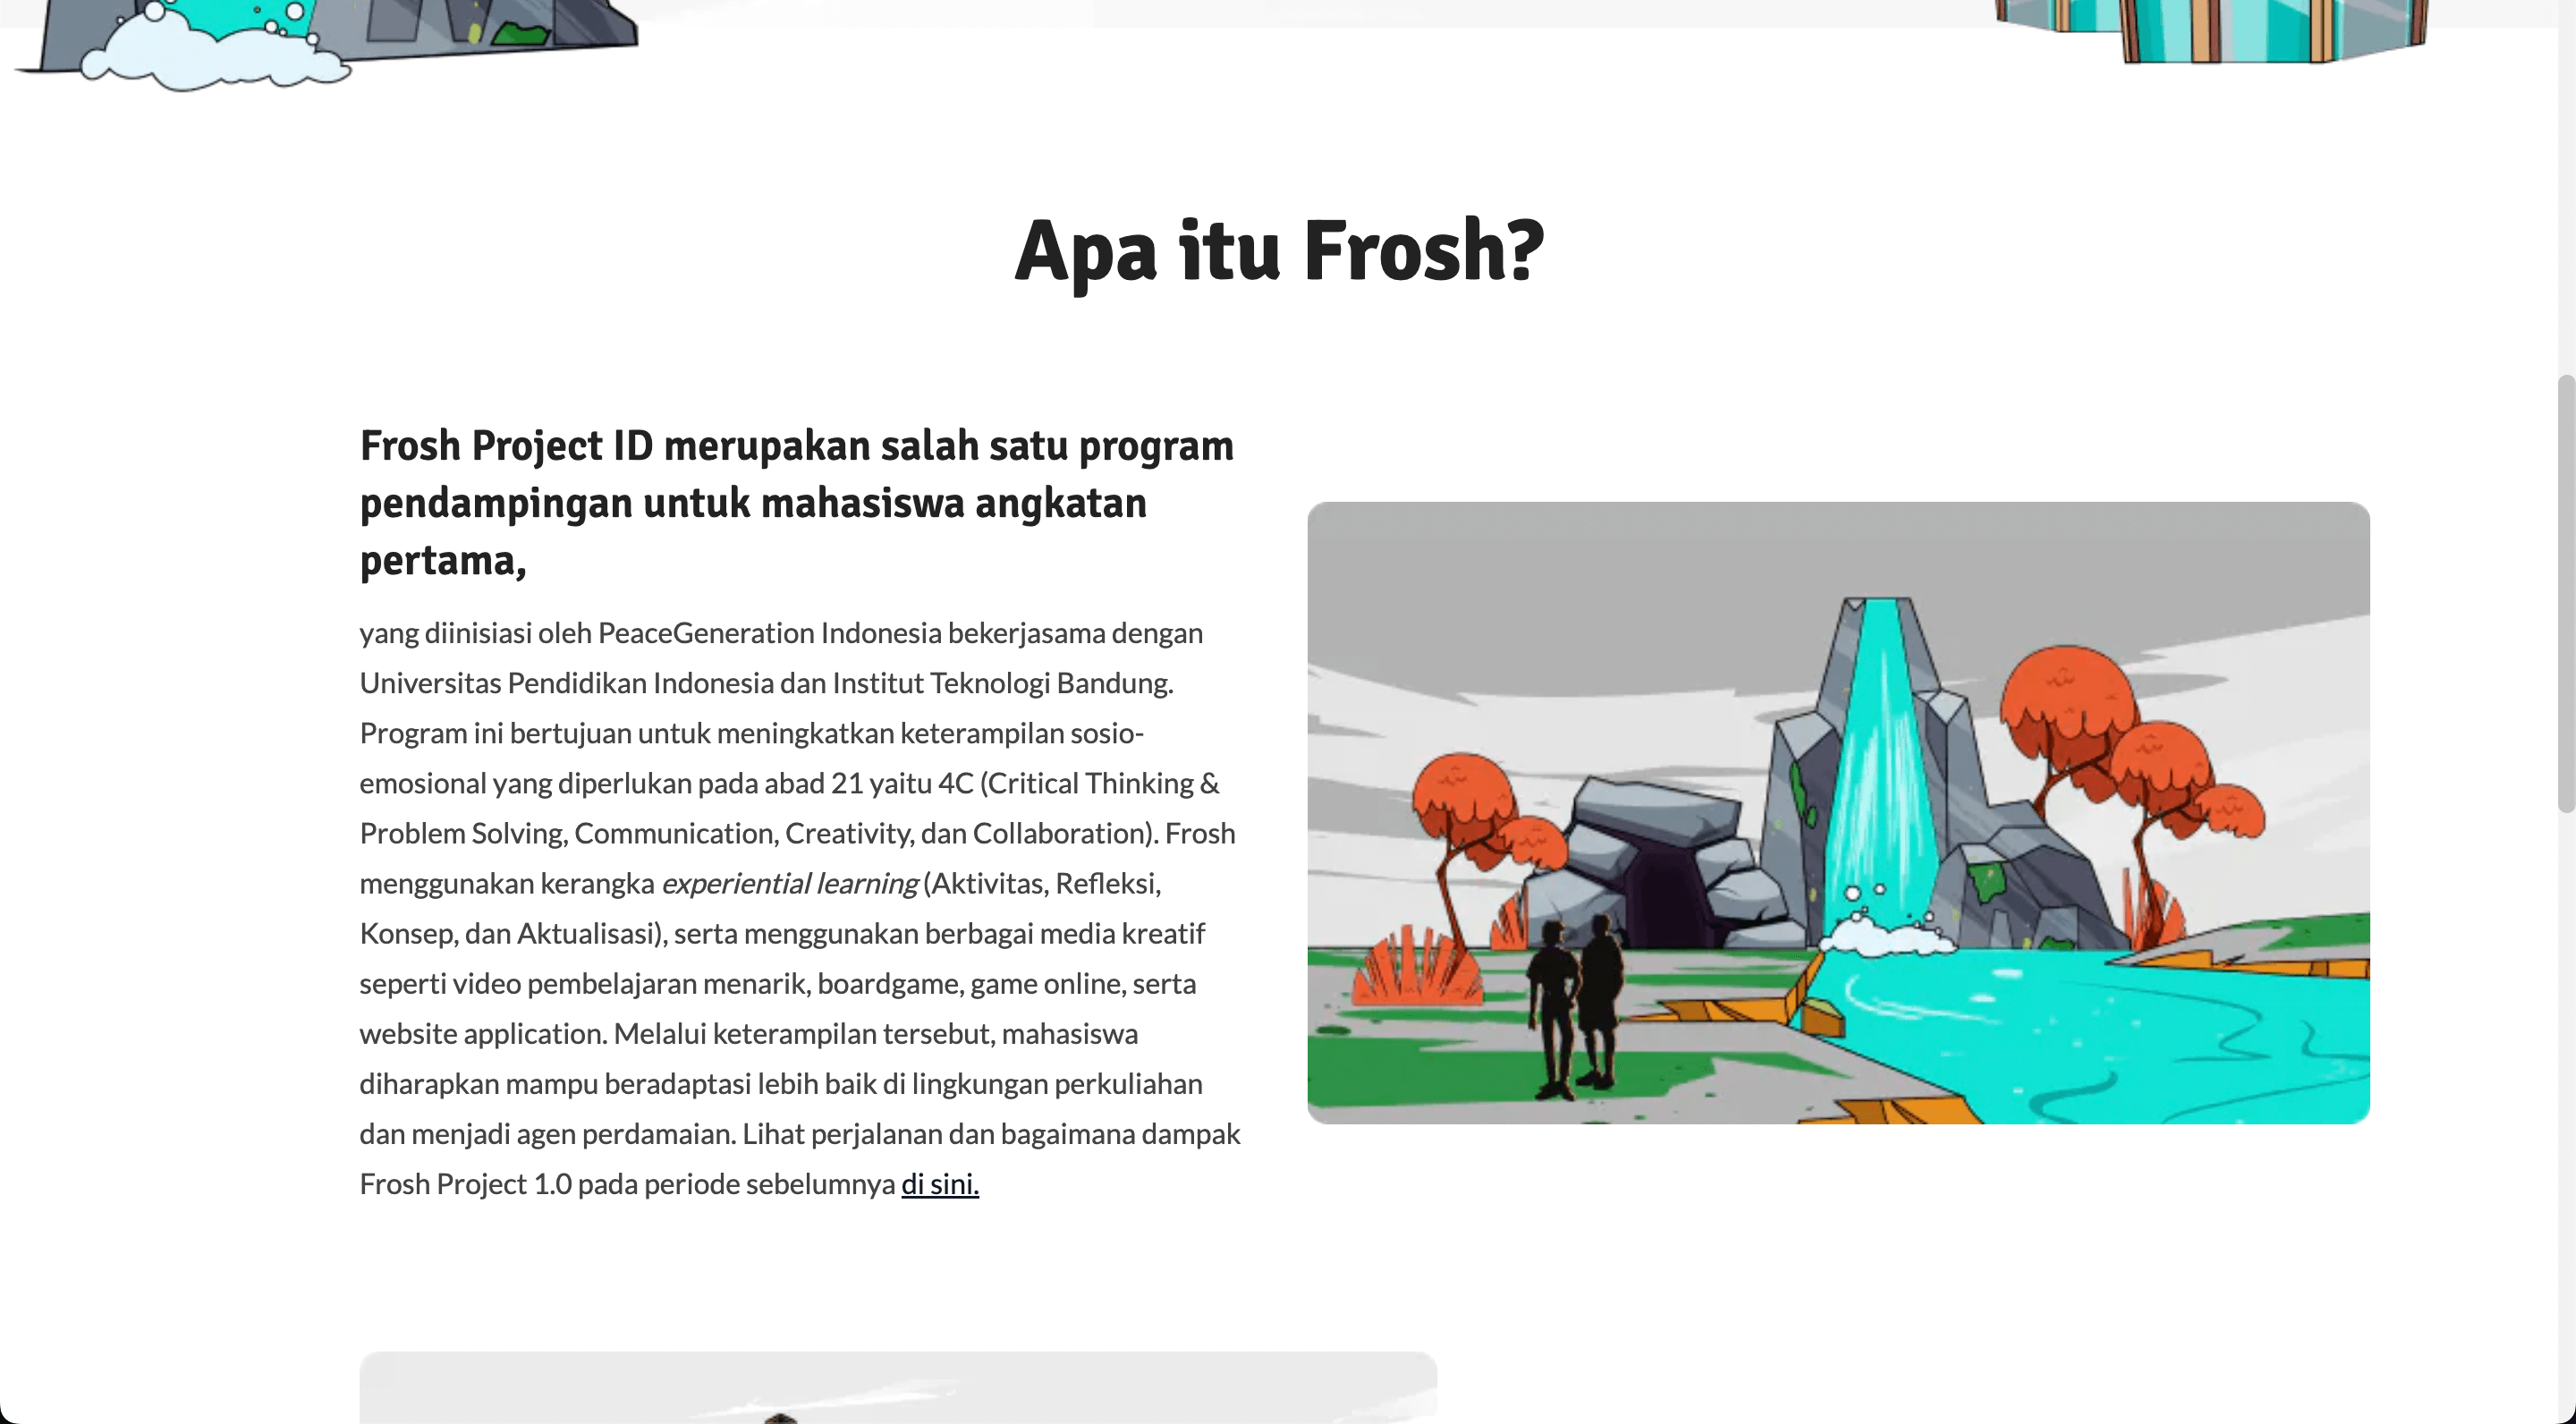 Apa itu Frosh?
Frosh Project ID merupakan salah satu program
pendampingan untuk mahasiswa angkatan
pertama,
yang diinisiasi oleh PeaceGeneration Indonesia bekerjasama dengan
Universitas Pendidikan Indonesia dan Institut Teknologi Bandung.
Program ini bertujuan untuk meningkatkan keterampilan sosio-
emosional yang diperlukan pada abad 21 yaitu 4C (Critical Thinking &
Problem Solving, Communication, Creativity, dan Collaboration). Frosh
menggunakan kerangka experiential learning (Aktivitas, Refleksi,
Konsep, dan Aktualisasi), serta menggunakan berbagai media kreatif
seperti video pembelajaran menarik, boardgame, game online, serta
website application. Melalui keterampilan tersebut, mahasiswa
diharapkan mampu beradaptasi lebih baik di lingkungan perkuliahan
dan menjadi agen perdamaian. Lihat perjalanan dan bagaimana dampak
Frosh Project 1.0 pada periode sebelumnya di sini.